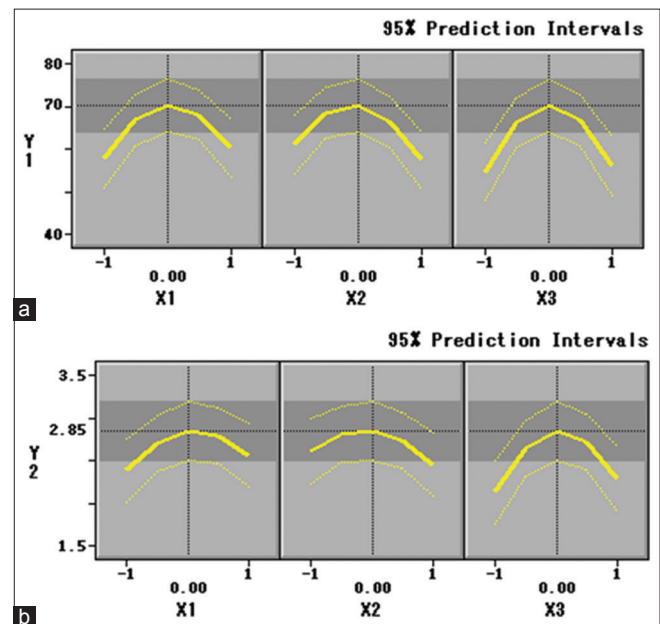 95% Prediction Intervals
80
70
Y
1
40
-1 1 -1 1 -1 1
0.00 0.00 0.00
X1 X2 X3
a
95% Prediction Intervals
3.5
2.85
Y
2
1.5
-1 1 -1 1 -1 1
0.00 0.00 0.00
X1 X2 X3
b